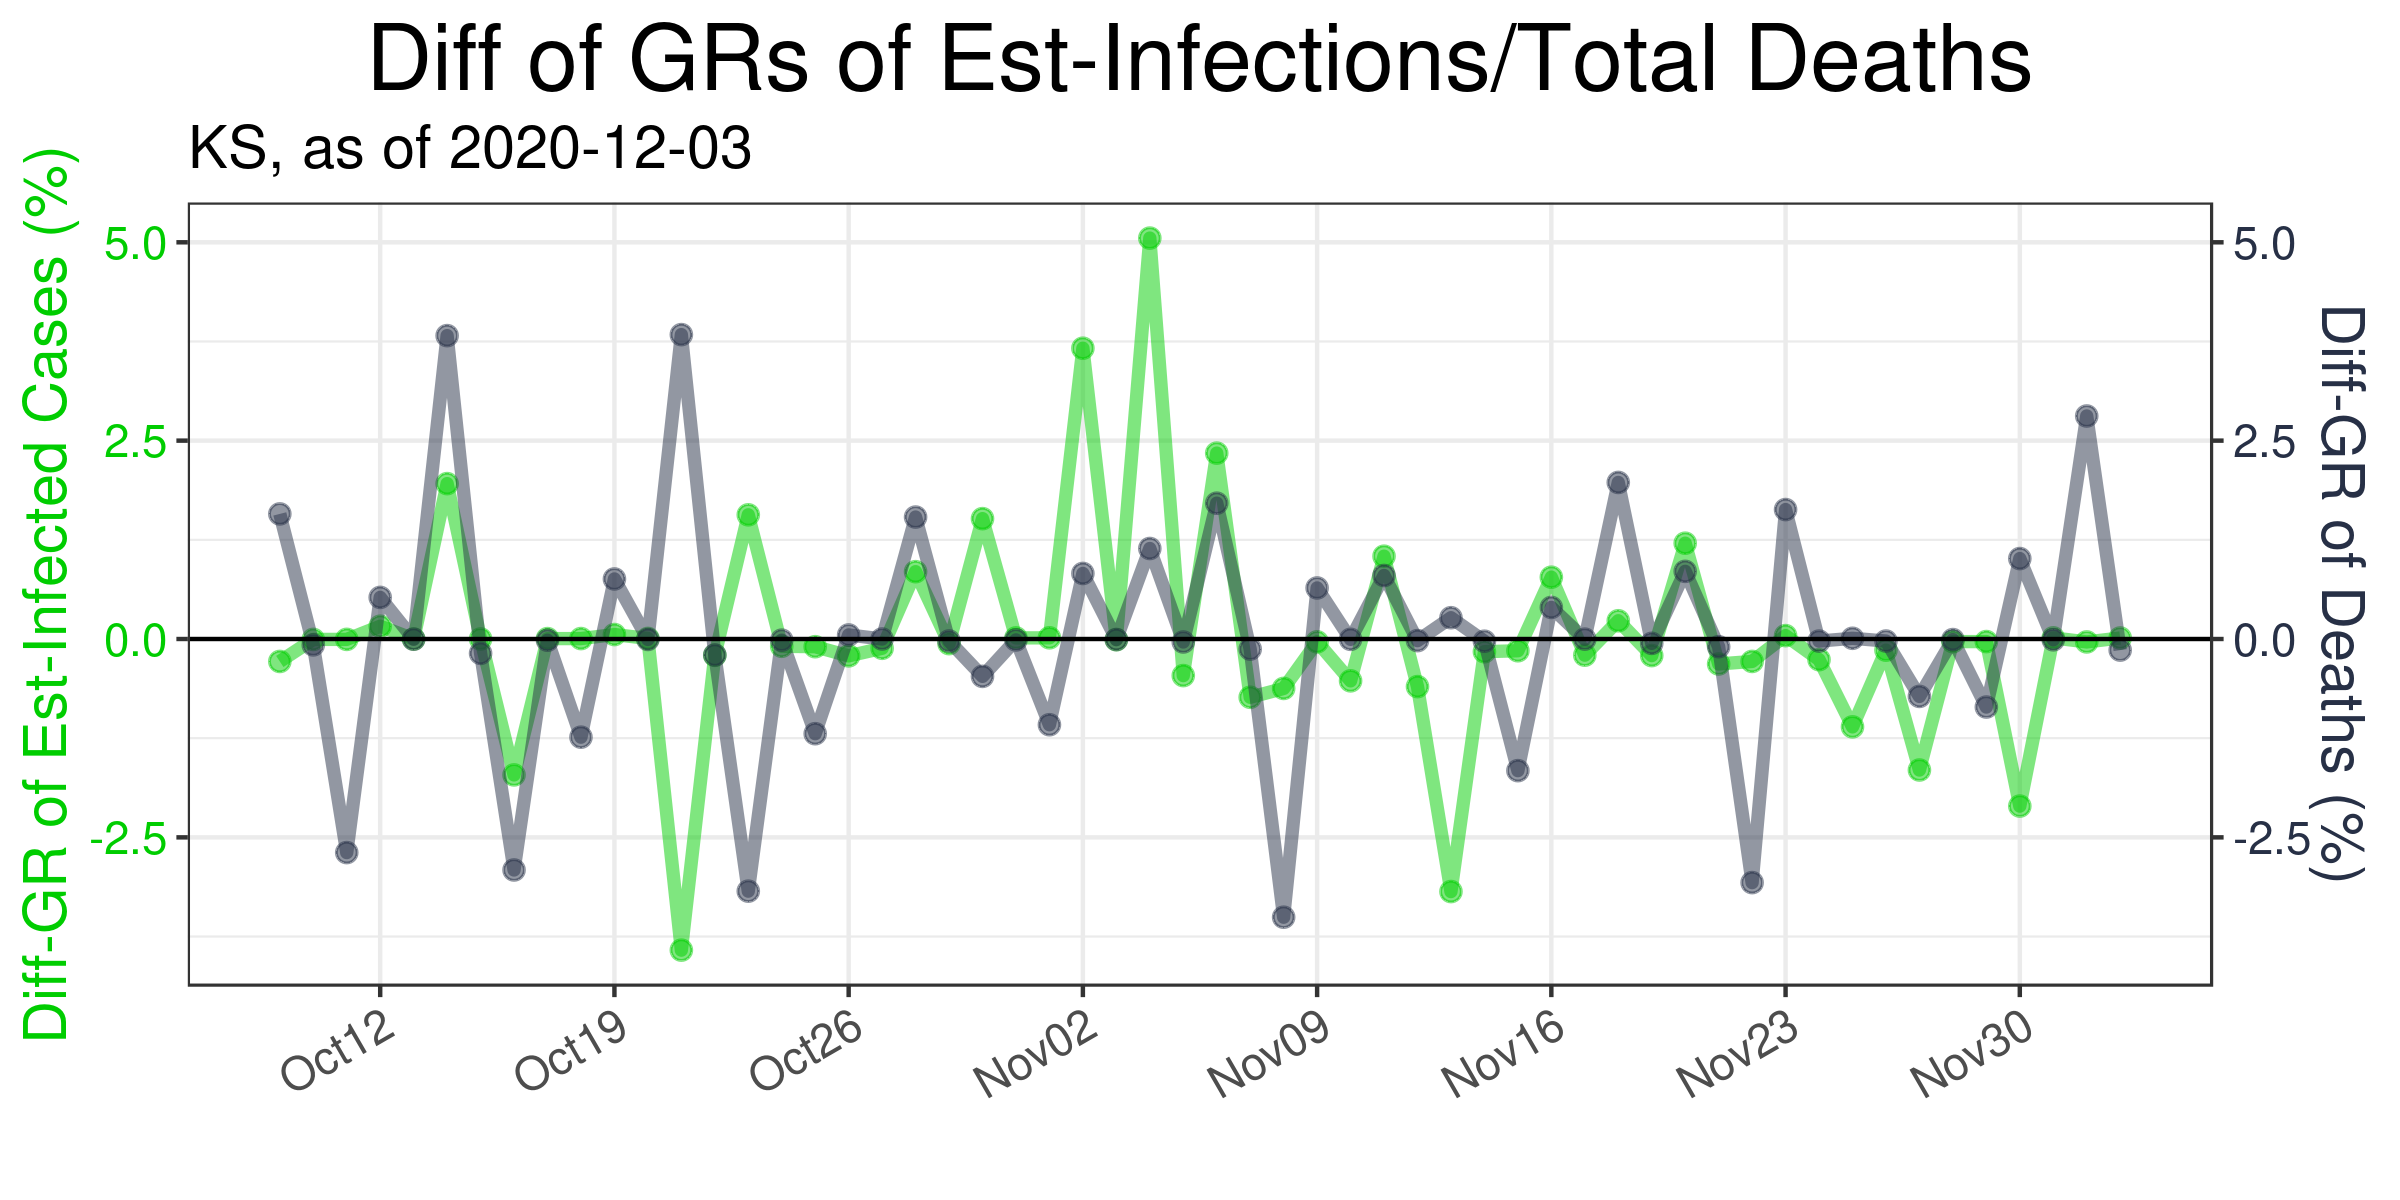 Diff of GRs of Est-Infections/Total Deaths
KS, as of 2020-12-03
Diff-GR of Est-Infected Cases (%)
5.0
2.5
0.0
-2.5
5.0
2.5
0.0
-2.5
Diff-GR of Deaths (%)
Oct12 Oct19 Oct26 Nov02 Nov09 Nov16 Nov23 Nov30